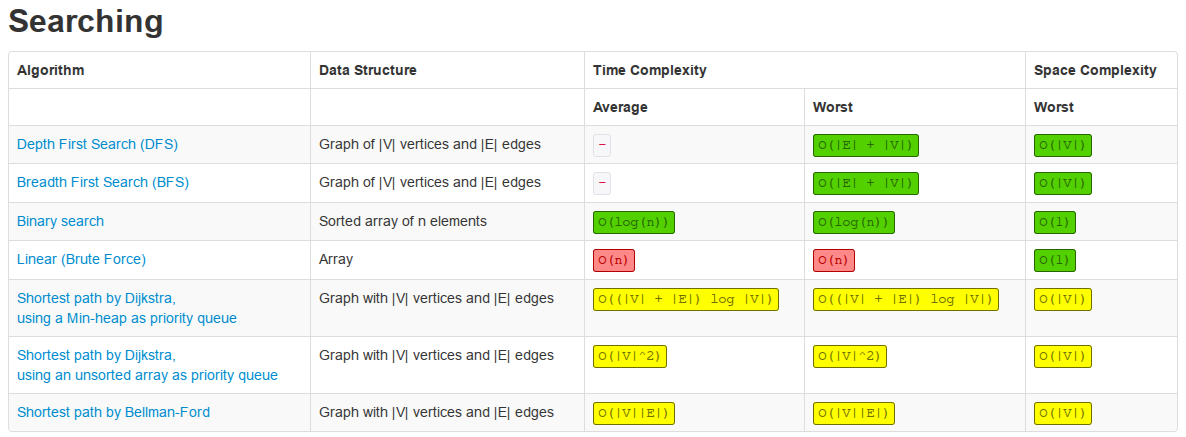 Searching
Algorithm Data Structure Time Complexity Space Complexity
Average Worst Worst
Depth First Search (DFS) Graph of |V| vertices and |E| edges - O(|E| + |V|) O(|V|)
Breadth First Search (BFS) Graph of |V| vertices and |E| edges - O(|E| + |V|) O(|V|)
Binary search Sorted array of n elements O(log(n)) O(log(n)) O(1)
Linear (Brute Force) Array O(n) O(n) O(1)
Shortest path by Dijkstra, Graph with |V| vertices and |E| edges O((|V| + |E|) log |V|) O((|V| + |E|) log |V|) O(|V|)
using a Min-heap as priority queue
Shortest path by Dijkstra, Graph with |V| vertices and |E| edges O(|V|^2) O(|V|^2) O(|V|)
using an unsorted array as priority queue
Shortest path by Bellman-Ford Graph with |V| vertices and |E| edges O(|V||E|) O(|V||E|) O(|V|)